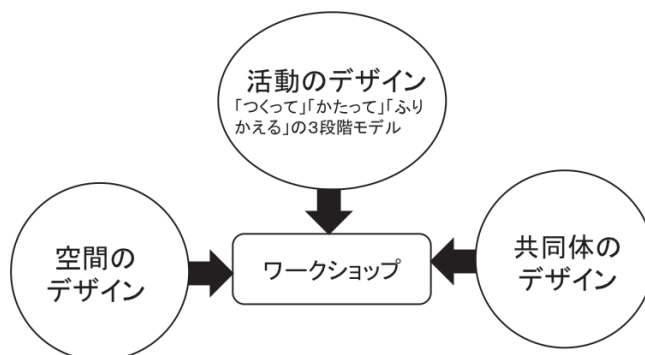 活動のデザイン
「つくって」「かたって」「ふり
かえる」の3段階モデル
空間の
デザイン
ワークショップ
共同体の
デザイン